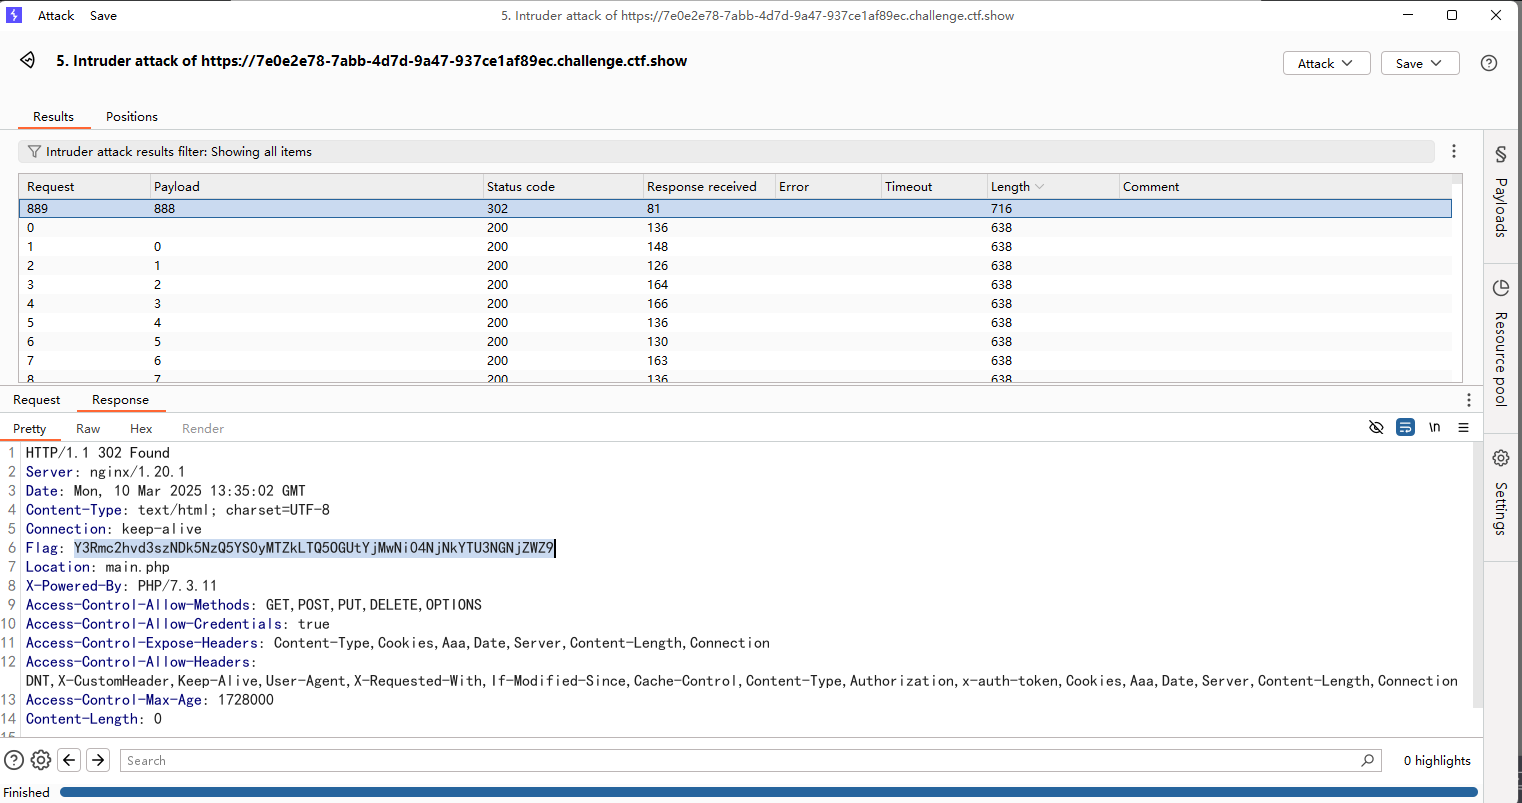 Attack Save 5. Intruder attack of https://7e0e2e78-7abb-4d7d-9a47-937ce1af89ec.challenge.ctf.show
5. Intruder attack of https://7e0e2e78-7abb-4d7d-9a47-937ce1af89ec.challenge.ctf.show Attack Save
Results Positions
Intruder attack results filter: Showing all items
Request Payload Status code Response received Error Timeout Length Comment
889 888 302 81 716
0 200 136 638
1 0 200 148 638
2 1 200 126 638
3 2 200 164 638
4 3 200 166 638
5 4 200 136 638
6 5 200 130 638
7 6 200 163 638
8 7 200 136 638
Payloads
Resource pool
Settings
Request Response
Pretty Raw Hex Render \n
1 HTTP/1.1 302 Found
2 Server: nginx/1.20.1
3 Date: Mon, 10 Mar 2025 13:35:02 GMT
4 Content-Type: text/html; charset=UTF-8
5 Connection: keep-alive
6 Flag: Y3Rmc2hvd3szNDk5NzQ5YS0yMTZkLTQ5OGUtYjMwNi04NjNkYTU3NGNjZWZ9
7 Location: main.php
8 X-Powered-By: PHP/7.3.11
9 Access-Control-Allow-Methods: GET,POST,PUT,DELETE,OPTIONS
10 Access-Control-Allow-Credentials: true
11 Access-Control-Expose-Headers: Content-Type,Cookies,Aaa,Date,Server,Content-Length,Connection
12 Access-Control-Allow-Headers:
DNT,X-CustomHeader,Keep-Alive,User-Agent,X-Requested-With,If-Modified-Since,Cache-Control,Content-Type,Authorization,x-auth-token,Cookies,Aaa,Date,Server,Content-Length,Connection
13 Access-Control-Max-Age: 1728000
14 Content-Length: 0
15
Search 0 highlights
Finished